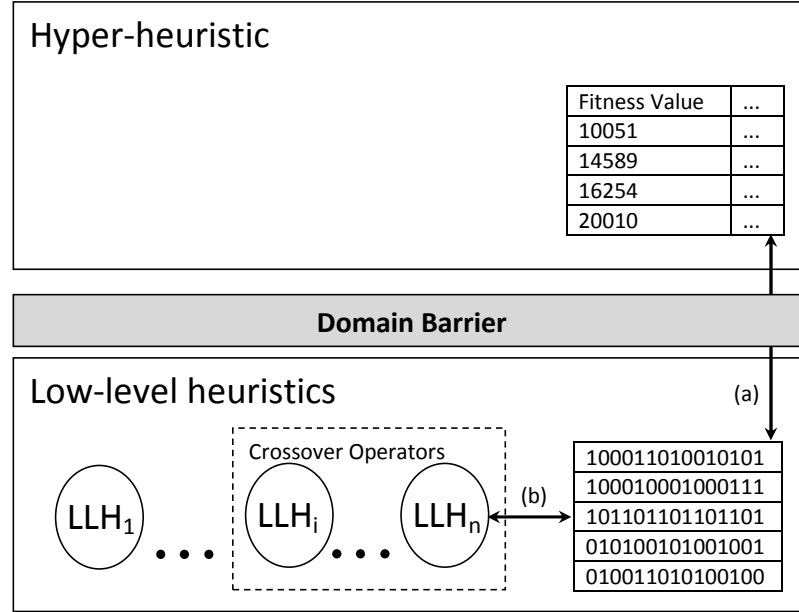 Hyper-heuristic
Fitness Value ...
10051 ...
14589 ...
16254 ...
20010 ...
Domain Barrier
Low-level heuristics
(a)
Crossover Operators
LLH1 ... LLHi ... LLHn
(b)
100011010010101
100010001000111
101101101101101
010100101001001
010011010100100